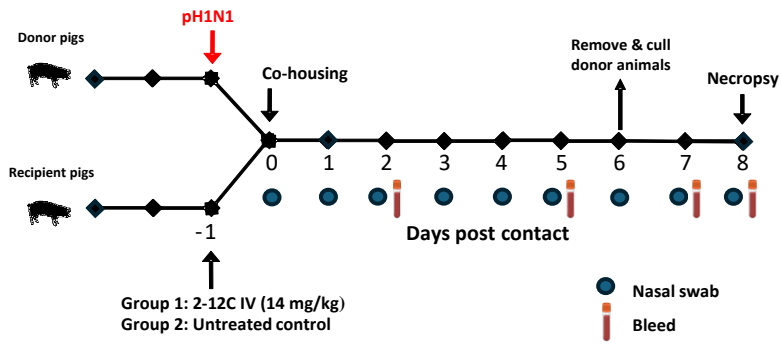 pH1N1
Donor pigs
Co-housing
Remove & cull
donor animals
Necropsy
0 1 2 3 4 5 6 7 8
Recipient pigs
-1
Days post contact
Group 1: 2-12C IV (14 mg/kg)
Group 2: Untreated control
Nasal swab
Bleed